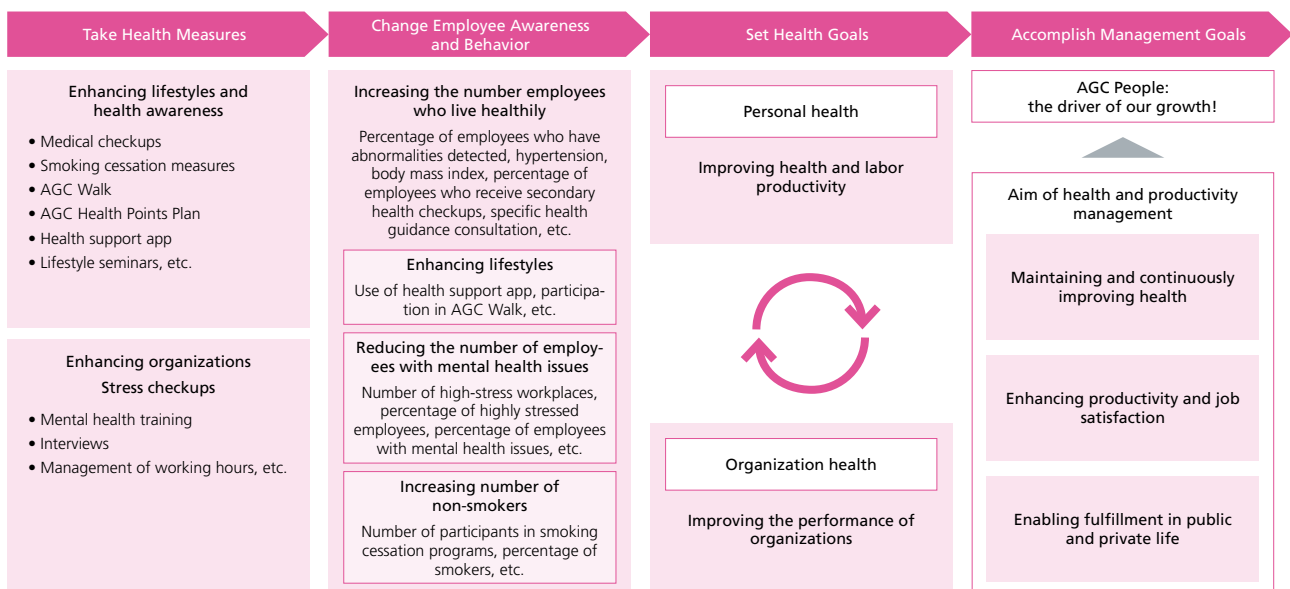 Take Health Measures
Change Employee Awareness
and Behavior
Set Health Goals
Accomplish Management Goals
Enhancing lifestyles and
health awareness
• Medical checkups
• Smoking cessation measures
• AGC Walk
• AGC Health Points Plan
• Health support app
• Lifestyle seminars, etc.
Enhancing organizations
Stress checkups
• Mental health training
• Interviews
• Management of working hours, etc.
Increasing the number employees
who live healthily
Percentage of employees who have
abnormalities detected, hypertension,
body mass index, percentage of
employees who receive secondary
health checkups, specific health
guidance consultation, etc.
Enhancing lifestyles
Use of health support app, participa-
tion in AGC Walk, etc.
Reducing the number of employ-
ees with mental health issues
Number of high-stress workplaces,
percentage of highly stressed
employees, percentage of employees
with mental health issues, etc.
Increasing number of
non-smokers
Number of participants in smoking
cessation programs, percentage of
smokers, etc.
Personal health
Improving health and labor
productivity
Organization health
Improving the performance of
organizations
AGC People:
the driver of our growth!
Aim of health and productivity
management
Maintaining and continuously
improving health
Enhancing productivity and job
satisfaction
Enabling fulfillment in public
and private life